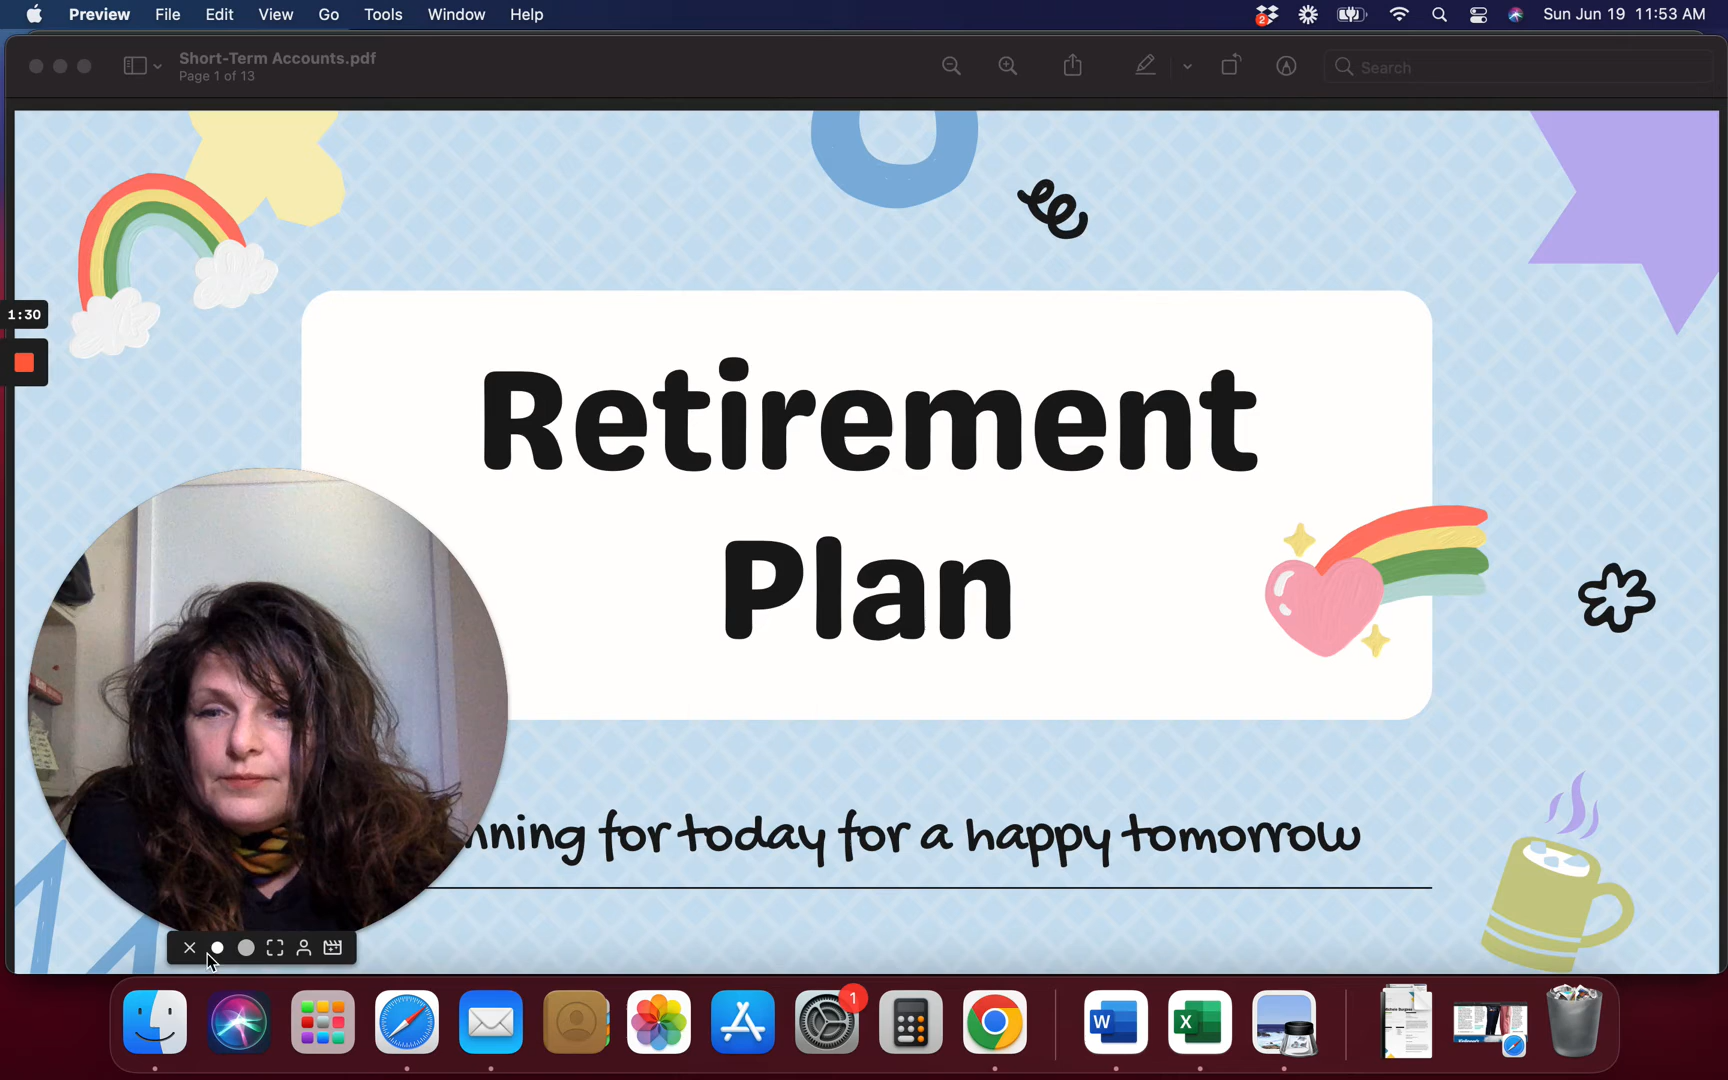 Preview File Edit View Go Tools Window Help
2
Sun Jun 19 11:53 AM
Short-Term Accounts.pdf
Page 1 of 13
Search
1:30
Retirement
Plan
nning for today for a happy tomorrow
1
W
X